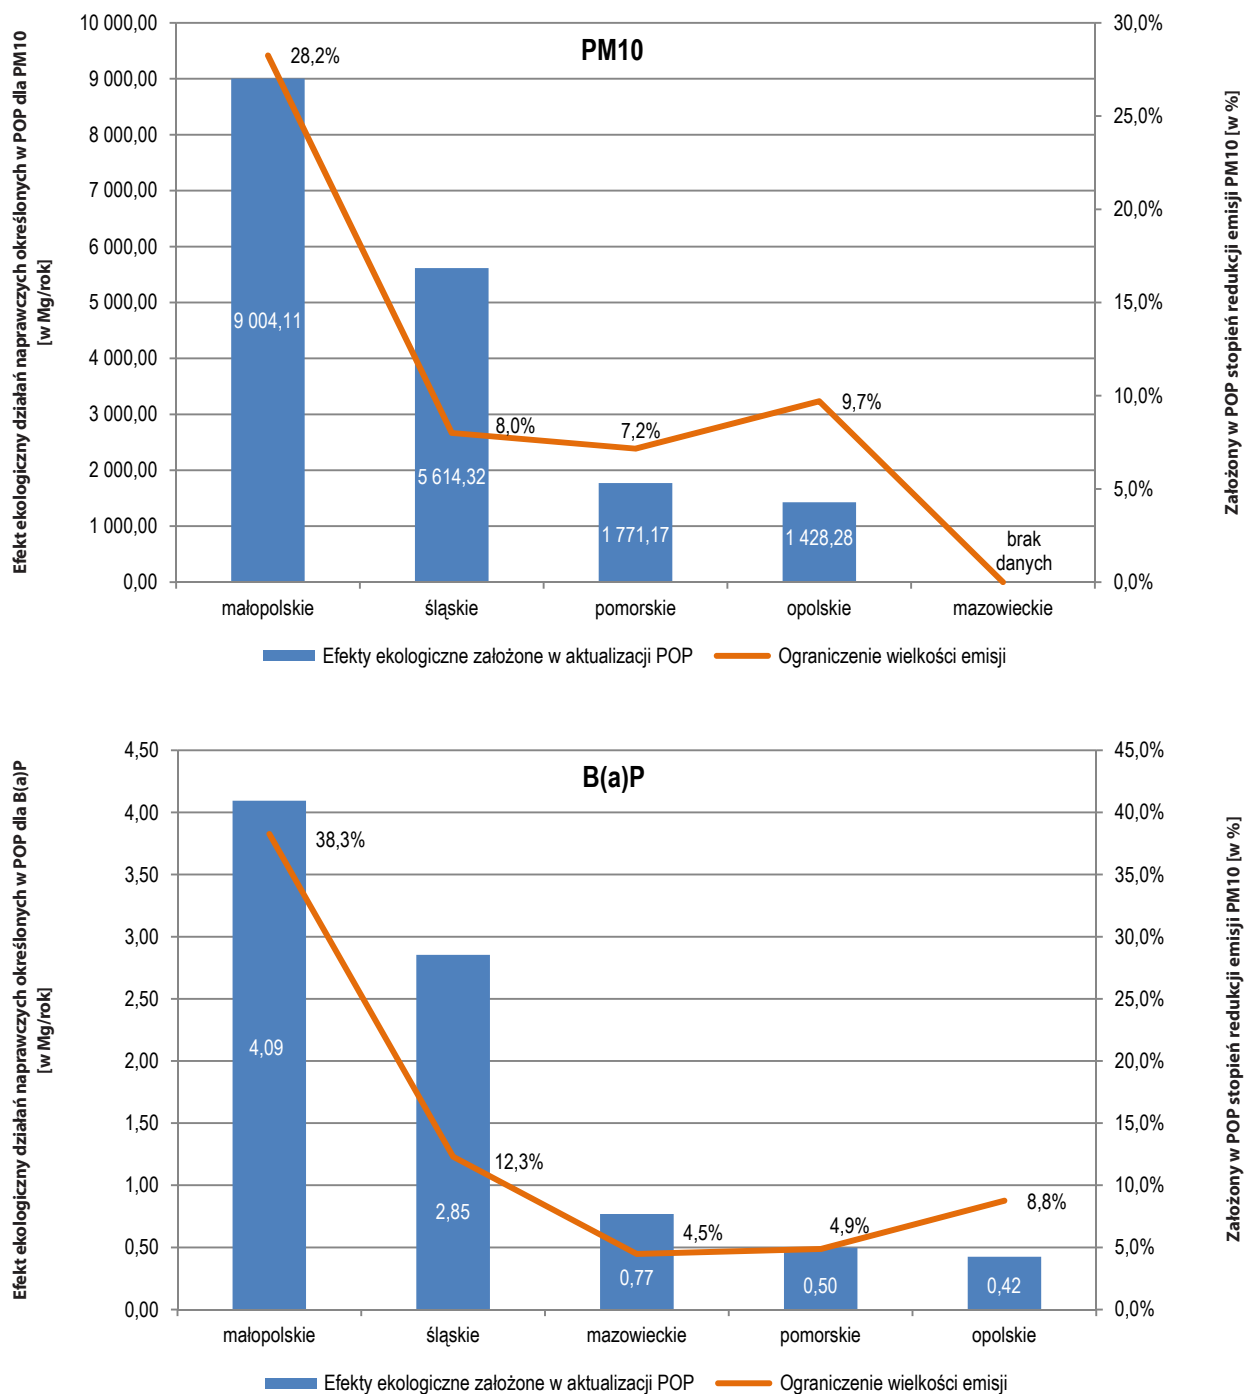 PM10
Efekt ekologiczny działań naprawczych określonych w POP dla PM10
[w Mg/rok]
10 000,00
9 000,00
8 000,00
7 000,00
6 000,00
5 000,00
4 000,00
3 000,00
2 000,00
1 000,00
0,00
28,2%
8,0%
7,2%
9,7%
brak
danych
9 004,11
5 614,32
1 771,17
1 428,28
30,0%
25,0%
20,0%
15,0%
10,0%
5,0%
0,0%
Założony w POP stopień redukcji emisji PM10 [w %]
małopolskie
śląskie
pomorskie
opolskie
mazowieckie
Efekty ekologiczne założone w aktualizacji POP
Ograniczenie wielkości emisji
B(a)P
Efekt ekologiczny działań naprawczych określonych w POP dla B(a)P
[w Mg/rok]
4,50
4,00
3,50
3,00
2,50
2,00
1,50
1,00
0,50
0,00
38,3%
12,3%
4,5%
4,9%
8,8%
4,09
2,85
0,77
0,50
0,42
45,0%
40,0%
35,0%
30,0%
25,0%
20,0%
15,0%
10,0%
5,0%
0,0%
Założony w POP stopień redukcji emisji PM10 [w %]
małopolskie
śląskie
mazowieckie
pomorskie
opolskie
Efekty ekologiczne założone w aktualizacji POP
Ograniczenie wielkości emisji